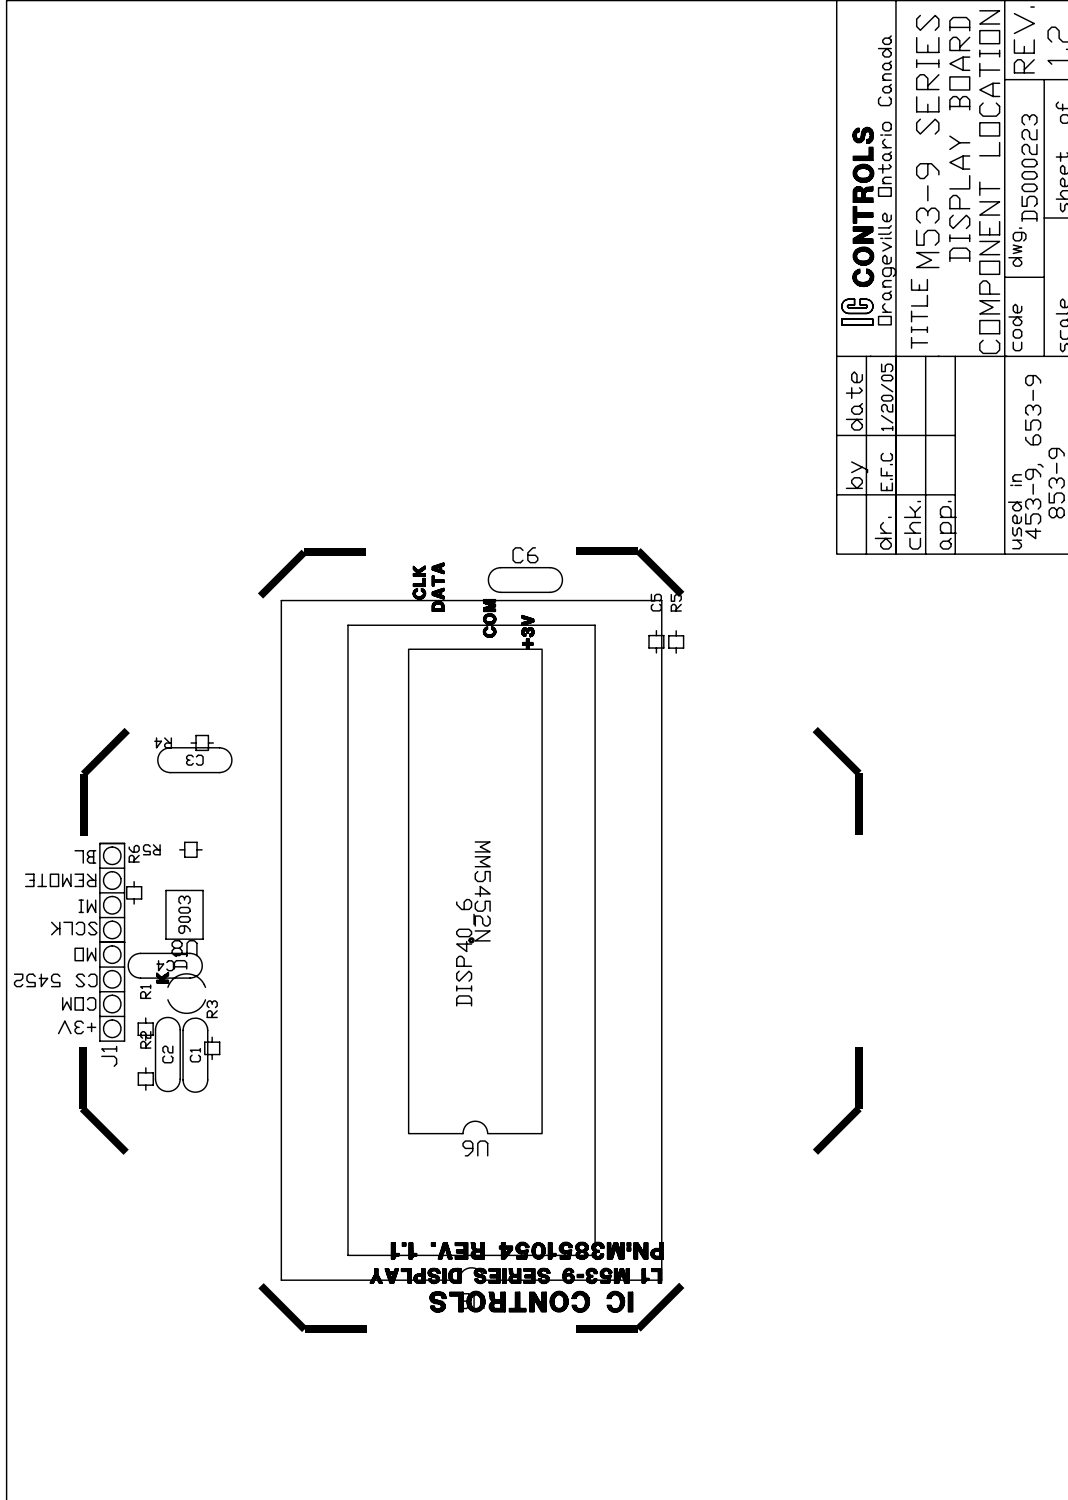 IC CONTROLS
Orangeville Ontario Canada
TITLE M53-9 SERIES
DISPLAY BOARD
COMPONENT LOCATION
code
dwg. D5000223
REV.
1.2
scale
sheet of
by date
dr. E.F.C 1/20/05
chk.
app.
used in
453-9, 653-9
853-9
C6
CLK
DATA
COM
+3V
C5
R5
R4
C3
BL
REMOTE
MI
SCLK
MO
CS 5452
COM
+3V
J1
R6
R5
9003
C4
K
R1
R3
R2
C2
C1
MM5452N
DISP40_9
U6
PN.M3851054 REV. 1.1
L1 M53-9 SERIES DISPLAY
IC CONTROLS